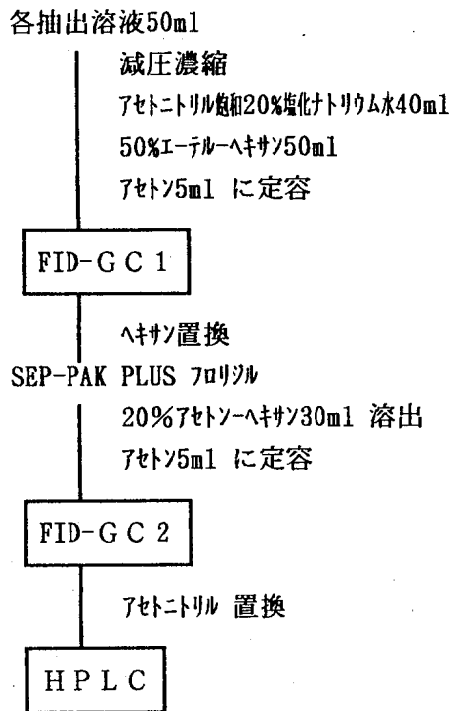 各抽出溶液50ml
減圧濃縮
ｱｾﾄﾆﾄﾘﾙ飽和20%塩化ﾅﾄﾘｳﾑ水40ml
50%ｴｰﾃﾙｰﾍｷｻﾝ50ml
ｱｾﾄﾝ5ml に定容
FID-ＧＣ１
ﾍｷｻﾝ置換
SEP-PAK PLUS ﾌﾛﾘｼﾞﾙ
20%ｱｾﾄﾝｰﾍｷｻﾝ30ml 溶出
ｱｾﾄﾝ5ml に定容
FID-ＧＣ２
ｱｾﾄﾆﾄﾘﾙ 置換
ＨＰＬＣ